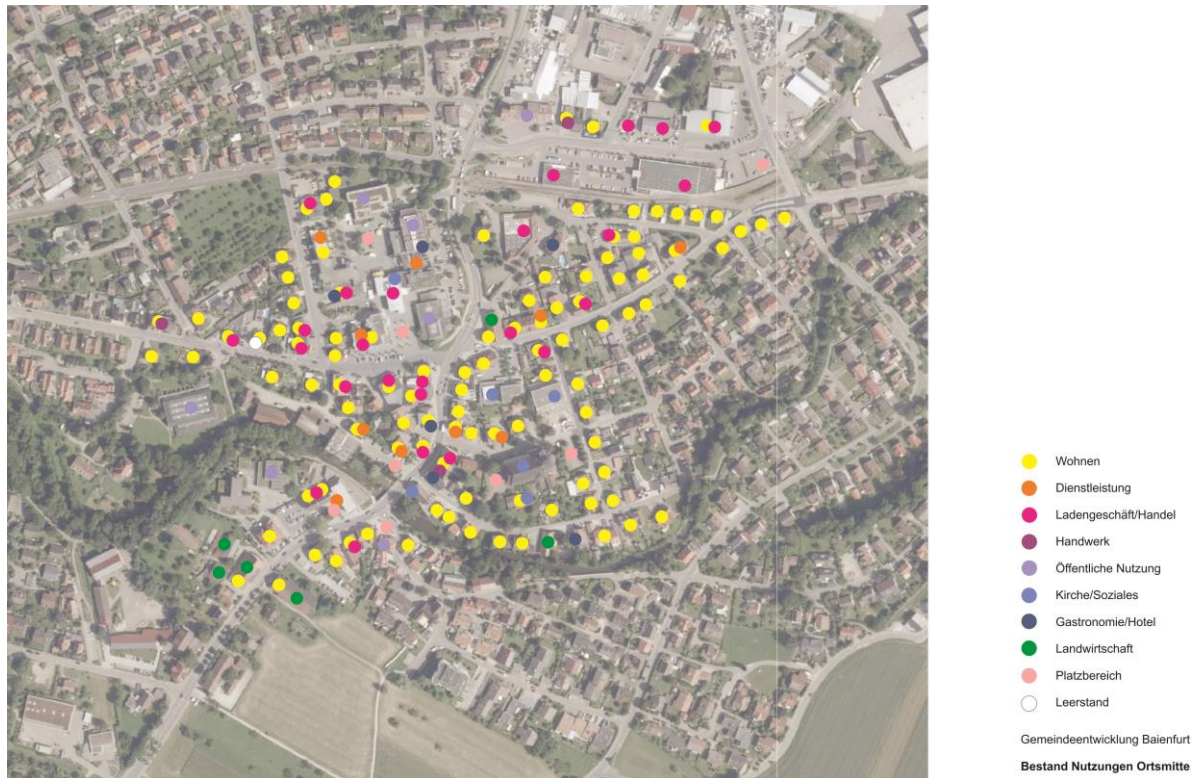 Wohnen
Dienstleistung
Ladengeschäft/Handel
Handwerk
Öffentliche Nutzung
Kirche/Soziales
Gastronomie/Hotel
Landwirtschaft
Platzbereich
Leerstand
Gemeindeentwicklung Baienfurt
Bestand Nutzungen Ortsmitte